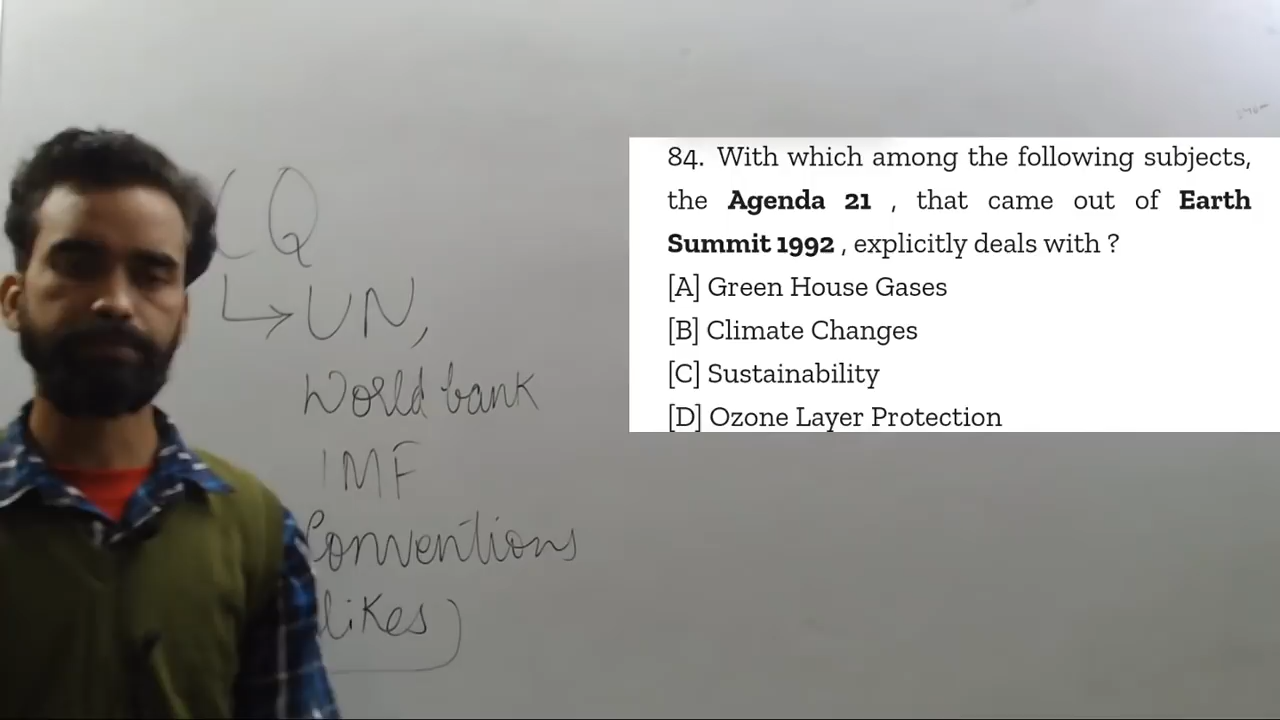 Q
UN,
World bank
IMF
Conventions
likes)
84. With which among the following subjects,
the Agenda 21 , that came out of Earth
Summit 1992 , explicitly deals with ?
[A] Green House Gases
[B] Climate Changes
[C] Sustainability
[D] Ozone Layer Protection